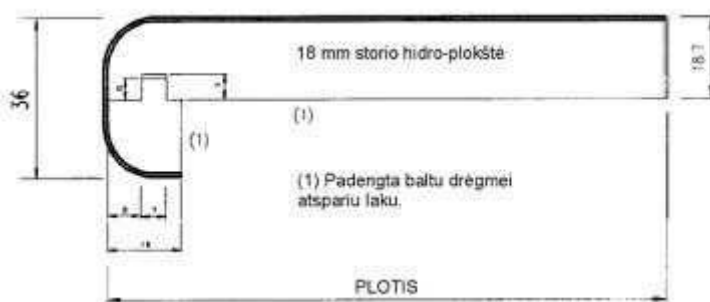 18 mm storio hidro-plokštė
36
18.7
(1)
(1)
(1) Padengta baltu drėgmei
atspariu laku.
PLOTIS